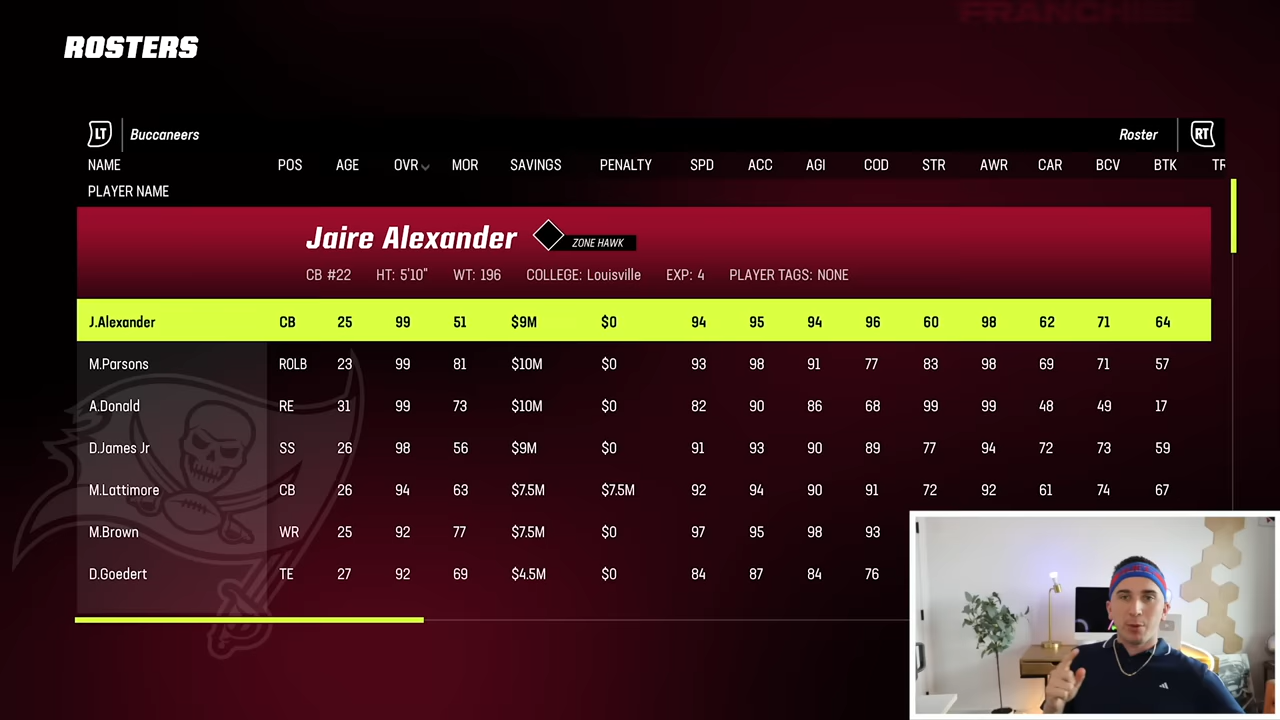 FRANCHISE
ROSTERS
LT Buccaneers Roster RT
NAME POS AGE OVR MOR SAVINGS PENALTY SPD ACC AGI COD STR AWR CAR BCV BTK TR
PLAYER NAME
Jaire Alexander ZONE HAWK
CB #22 HT: 5'10" WT: 196 COLLEGE: Louisville EXP: 4 PLAYER TAGS: NONE
J.Alexander CB 25 99 51 $9M $0 94 95 94 96 60 98 62 71 64
M.Parsons ROLB 23 99 81 $10M $0 93 98 91 77 83 98 69 71 57
A.Donald RE 31 99 73 $10M $0 82 90 86 68 99 99 48 49 17
D.James Jr SS 26 98 56 $9M $0 91 93 90 89 77 94 72 73 59
M.Lattimore CB 26 94 63 $7.5M $7.5M 92 94 90 91 72 92 61 74 67
M.Brown WR 25 92 77 $7.5M $0 97 95 98 93
D.Goedert TE 27 92 69 $4.5M $0 84 87 84 76